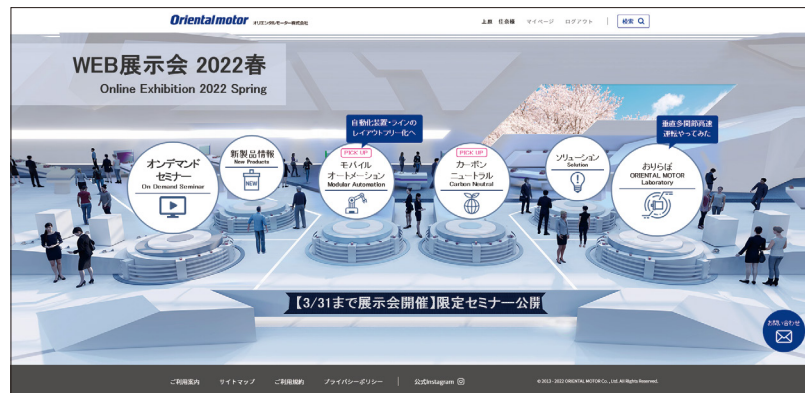 Orientalmotor オリエンタルモーター株式会社
マイページ ログアウト 検索
WEB展示会 2022春
Online Exhibition 2022 Spring
自動化装置・ラインの
レイアウトフリー化へ
垂直多関節高速
運転やってみた
オンデマンド
セミナー
On Demand Seminar
新製品情報
New Products
NEW
PICK UP
モバイル
オートメーション
Modular Automation
PICK UP
カーボン
ニュートラル
Carbon Neutral
ソリューション
Solution
おりらぼ
ORIENTAL MOTOR
Laboratory
【3/31まで展示会開催】限定セミナー公開
お問い合わせ
ご利用案内 サイトマップ ご利用規約 プライバシーポリシー 公式Instagram
© 2013 - 2022 ORIENTAL MOTOR Co., Ltd. All Rights Reserved.